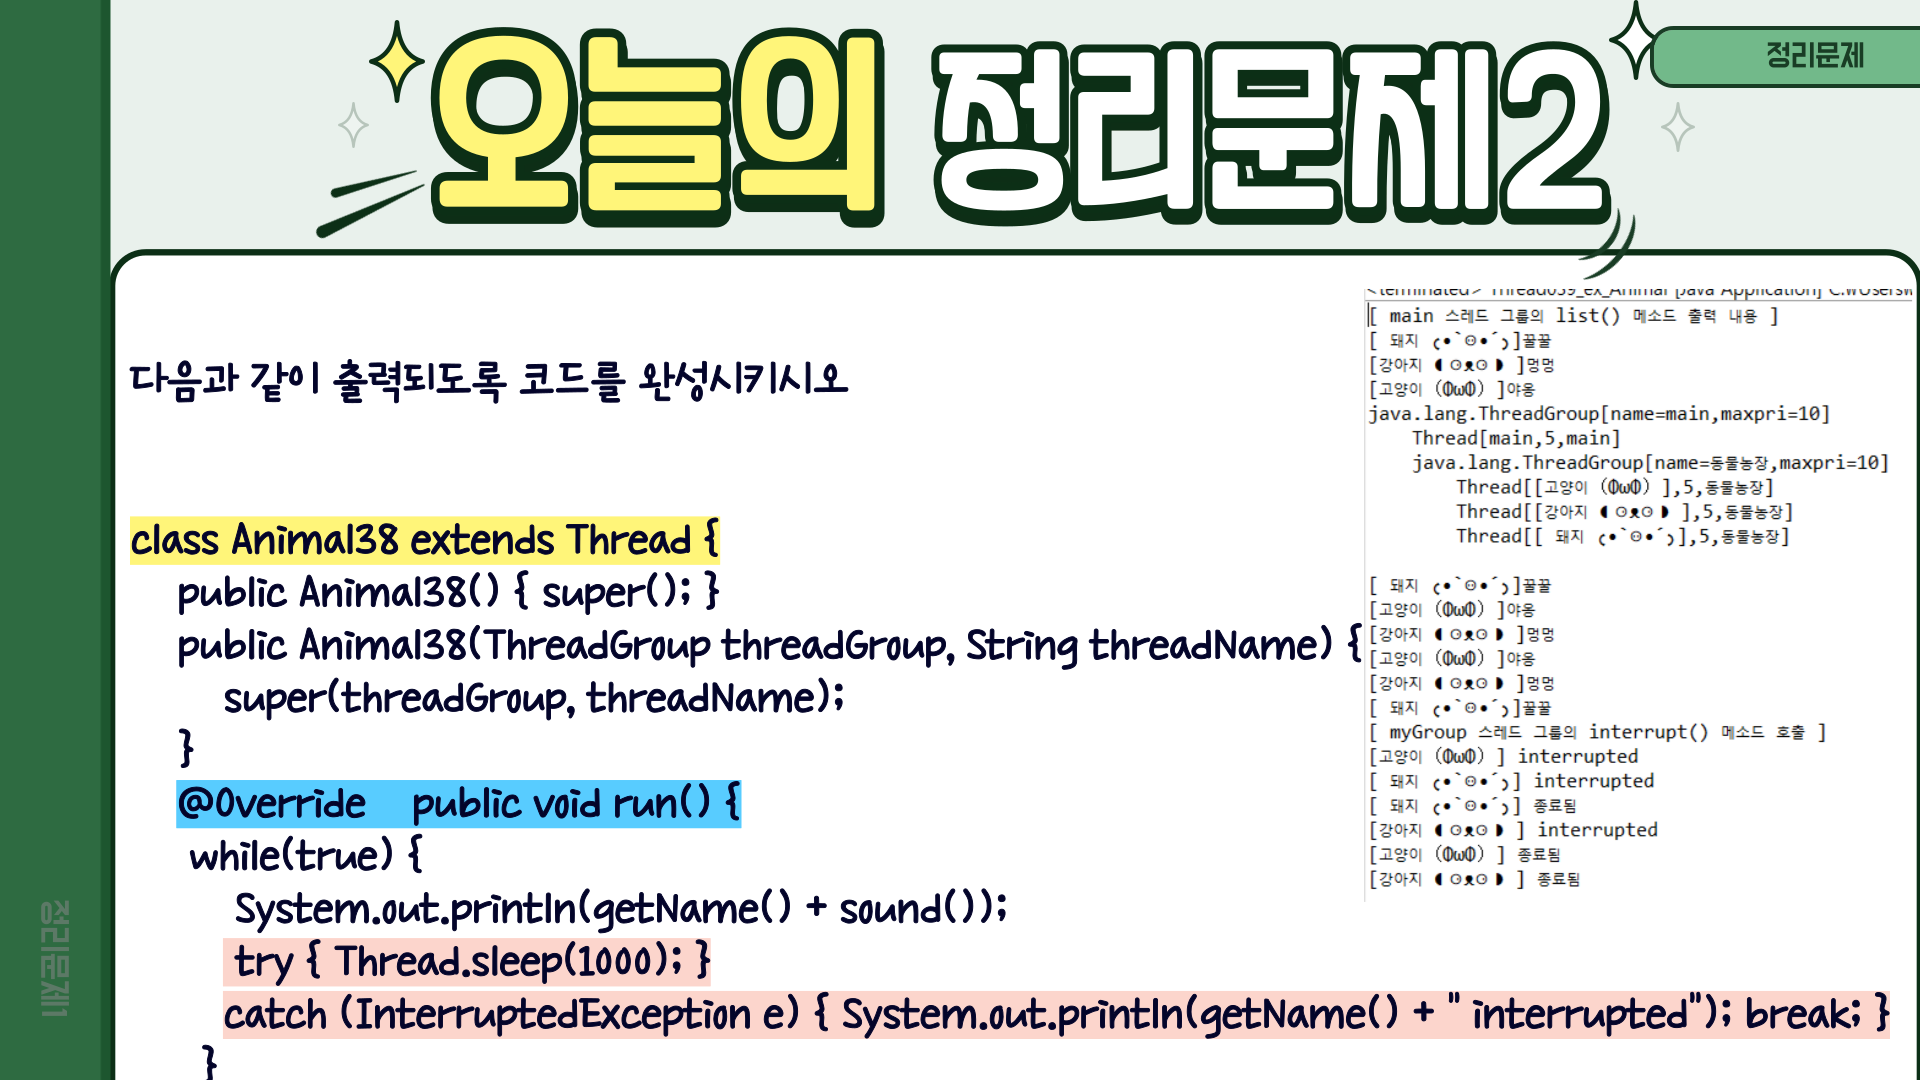 오늘의 정리문제2
정리문제
다음과 같이 출력되도록 코드를 완성시키시오
class Animal38 extends Thread {
public Animal38() { super(); }
public Animal38(ThreadGroup threadGroup, String threadName) {
super(threadGroup, threadName);
}
@Override public void run() {
while(true) {
System.out.println(getName() + sound());
try { Thread.sleep(1000); }
catch (InterruptedException e) { System.out.println(getName() + " interrupted"); break; }
}
<terminated> Thread039_ex_Animal [Java Application] C:\Users\
[ main 스레드 그룹의 list() 메소드 출력 내용 ]
[ 돼지 ૮•͈`⚇•͈´ა]꿀꿀
[강아지 ◖⚆ᴥ⚆◗ ]멍멍
[고양이 (ΦωΦ) ]야옹
java.lang.ThreadGroup[name=main,maxpri=10]
Thread[main,5,main]
java.lang.ThreadGroup[name=동물농장,maxpri=10]
Thread[[고양이 (ΦωΦ) ],5,동물농장]
Thread[[강아지 ◖⚆ᴥ⚆◗ ],5,동물농장]
Thread[[ 돼지 ૮•͈`⚇•͈´ა],5,동물농장]
[ 돼지 ૮•͈`⚇•͈´ა]꿀꿀
[고양이 (ΦωΦ) ]야옹
[강아지 ◖⚆ᴥ⚆◗ ]멍멍
[고양이 (ΦωΦ) ]야옹
[강아지 ◖⚆ᴥ⚆◗ ]멍멍
[ 돼지 ૮•͈`⚇•͈´ა]꿀꿀
[ myGroup 스레드 그룹의 interrupt() 메소드 호출 ]
[고양이 (ΦωΦ) ] interrupted
[ 돼지 ૮•͈`⚇•͈´ა] interrupted
[ 돼지 ૮•͈`⚇•͈´ა] 종료됨
[강아지 ◖⚆ᴥ⚆◗ ] interrupted
[고양이 (ΦωΦ) ] 종료됨
[강아지 ◖⚆ᴥ⚆◗ ] 종료됨
정리문제1